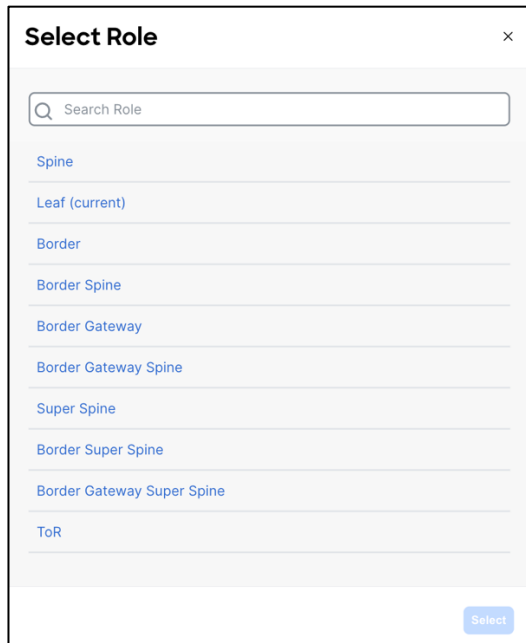 Select Role
Search Role
Spine
Leaf (current)
Border
Border Spine
Border Gateway
Border Gateway Spine
Super Spine
Border Super Spine
Border Gateway Super Spine
ToR
Select